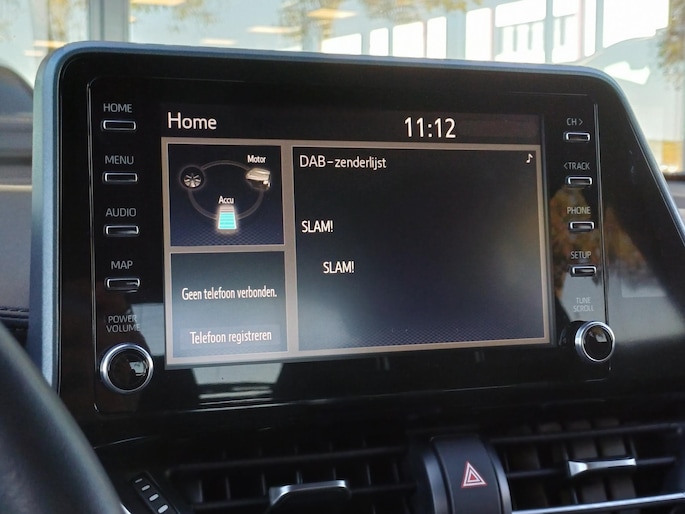 HOME
MENU
AUDIO
MAP
POWER
VOLUME
Home
11:12
Motor
Accu
Geen telefoon verbonden.
Telefoon registreren
DAB-zenderlijst
SLAM!
SLAM!
CH >
< TRACK
PHONE
SETUP
TUNE
SCROLL